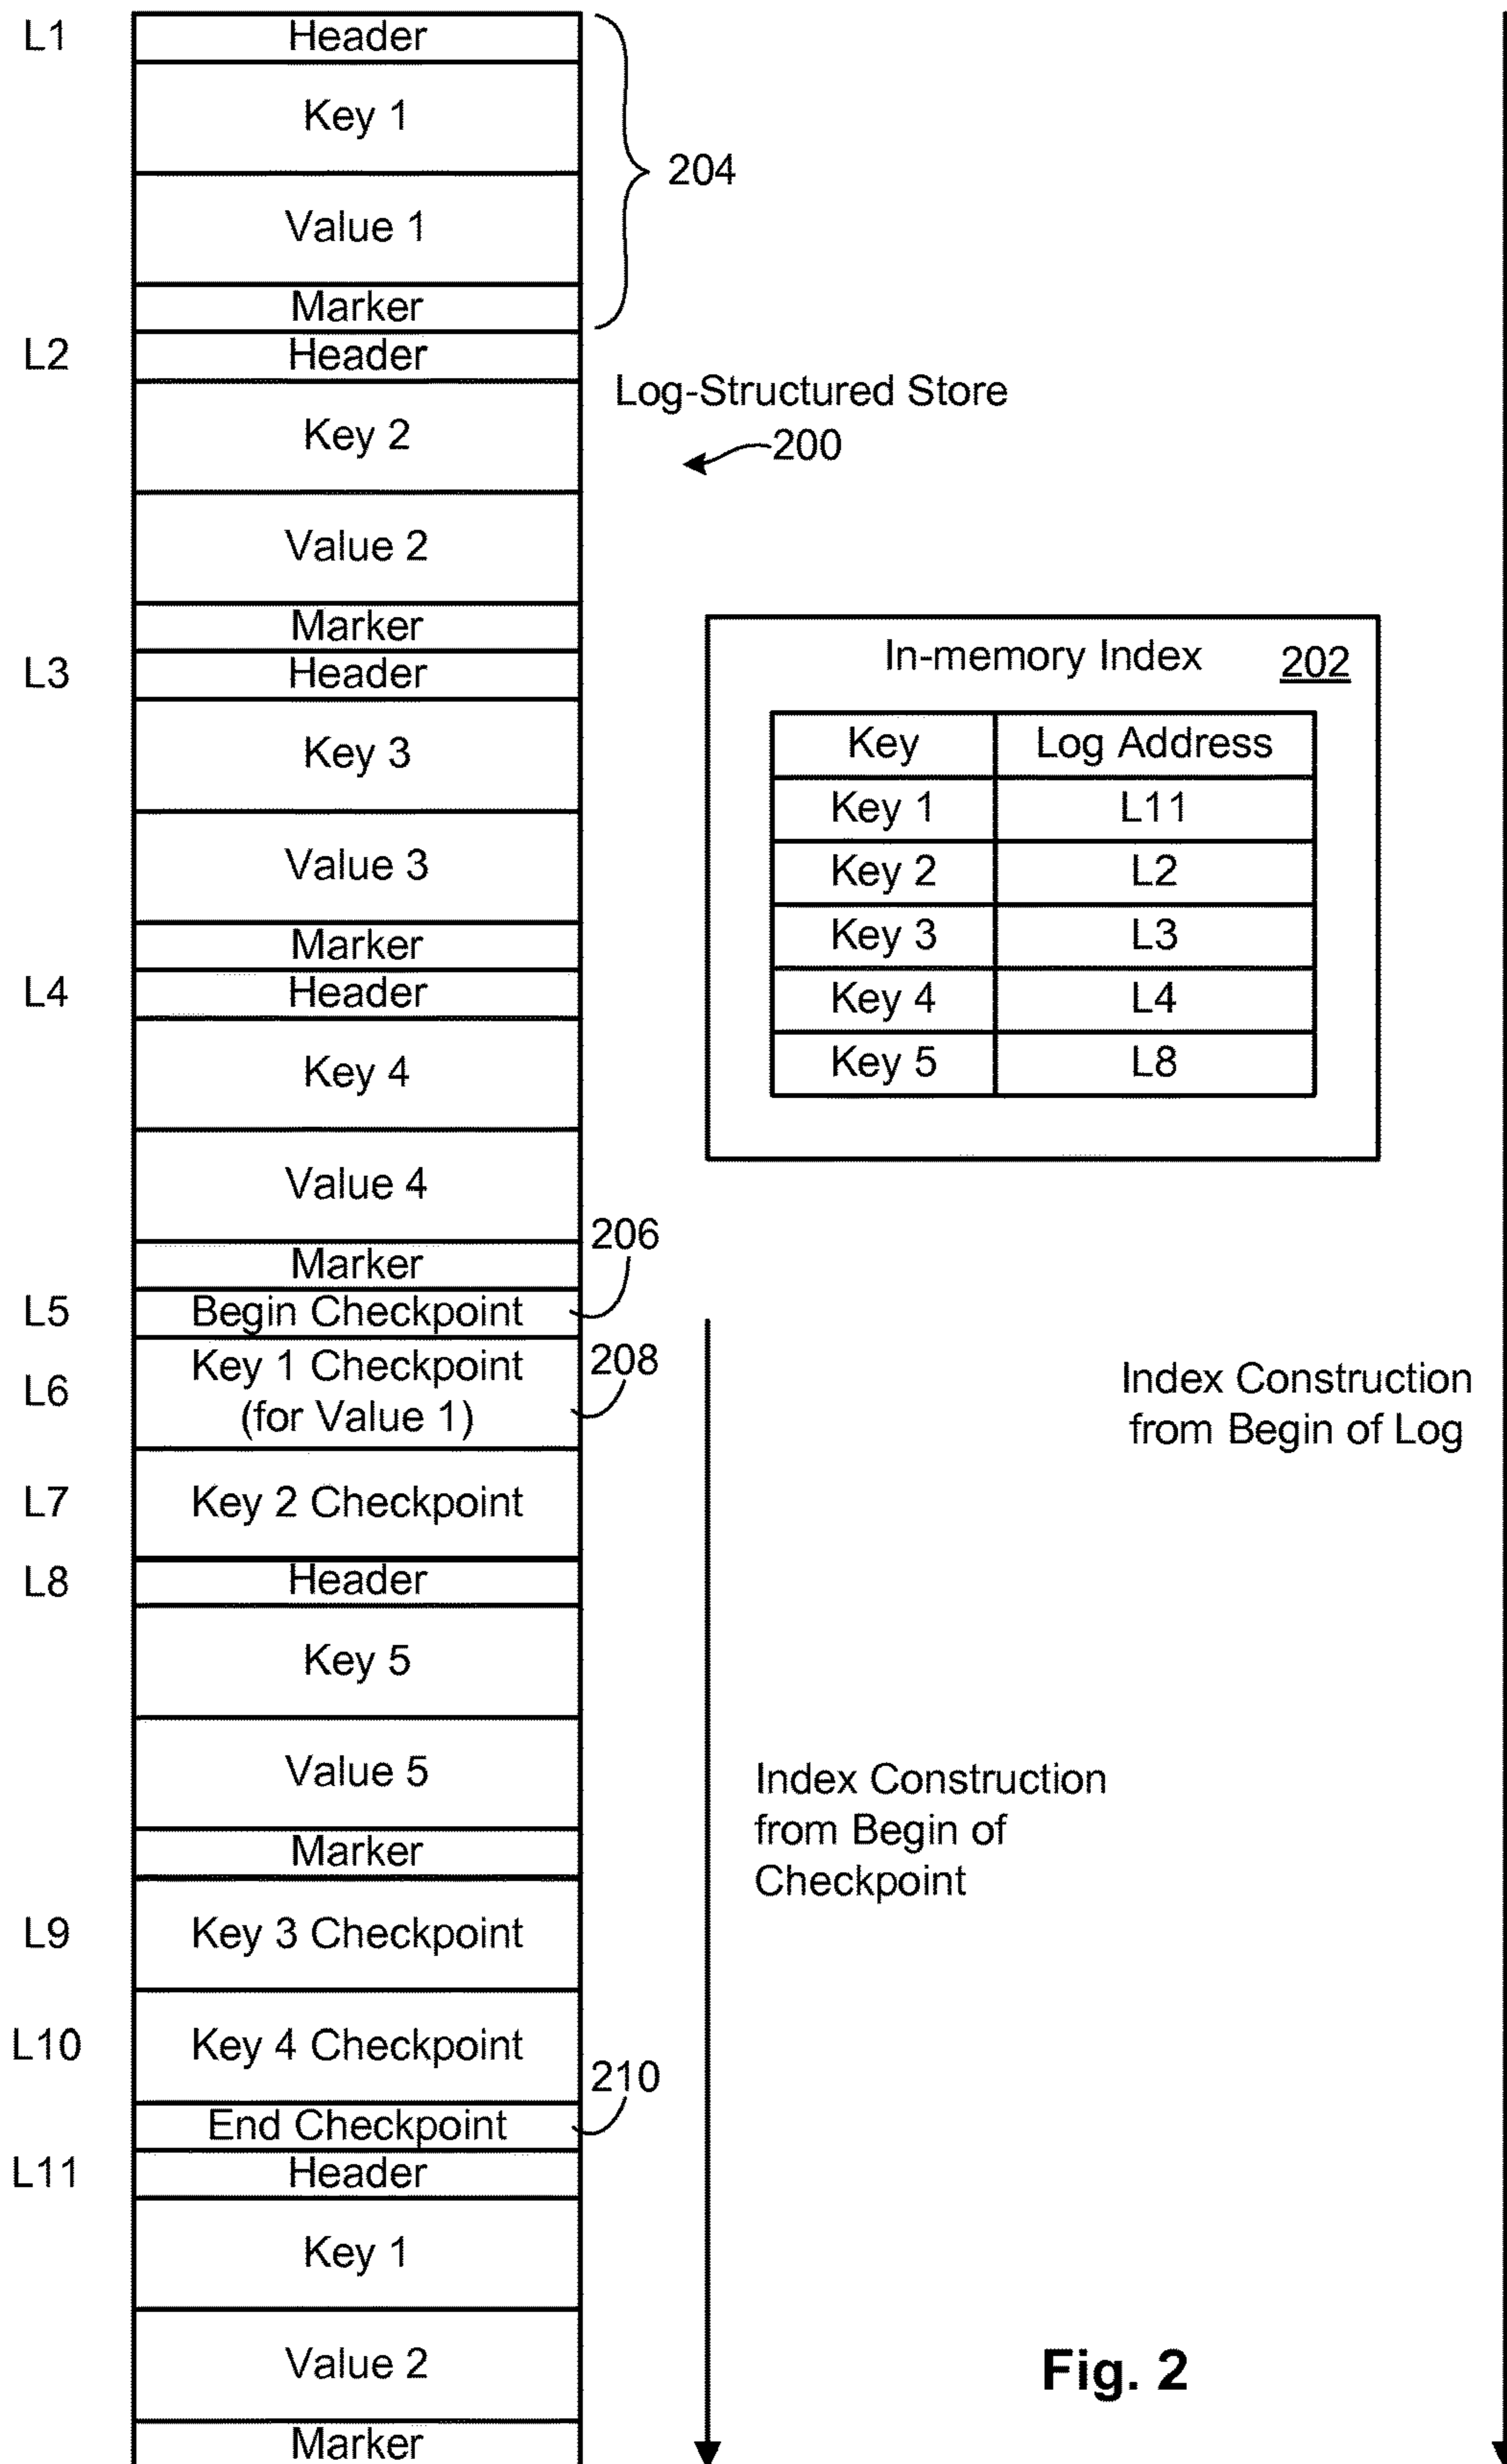 L1 Header
Key 1
204
Value 1
Marker
L2 Header
Log-Structured Store
200
Key 2
Value 2
Marker
L3 Header
Key 3
Value 3
Marker
L4 Header
Key 4
Value 4
Marker
In-memory Index 202
Key Log Address
Key 1 L11
Key 2 L2
Key 3 L3
Key 4 L4
Key 5 L8
206
L5 Begin Checkpoint
208
L6 Key 1 Checkpoint
(for Value 1)
L7 Key 2 Checkpoint
L8 Header
Key 5
Value 5
Marker
L9 Key 3 Checkpoint
L10 Key 4 Checkpoint
210
End Checkpoint
L11 Header
Key 1
Value 2
Marker
Index Construction
from Begin of
Checkpoint
Index Construction
from Begin of Log
Fig. 2